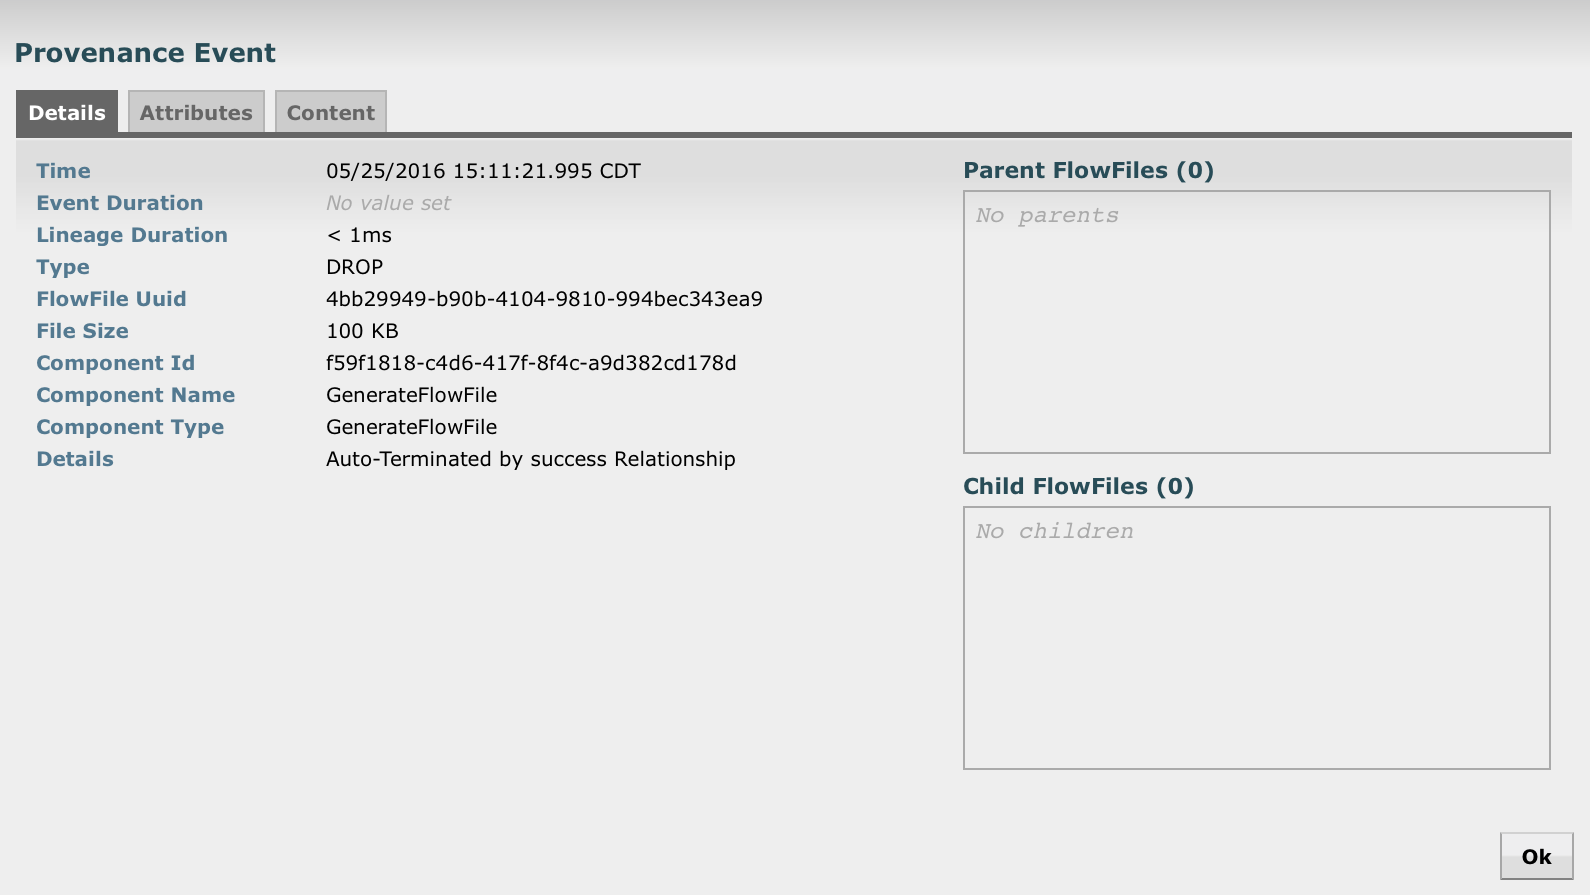 Provenance Event
Details
Attributes
Content
Time 05/25/2016 15:11:21.995 CDT
Event Duration No value set
Lineage Duration < 1ms
Type DROP
FlowFile Uuid 4bb29949-b90b-4104-9810-994bec343ea9
File Size 100 KB
Component Id f59f1818-c4d6-417f-8f4c-a9d382cd178d
Component Name GenerateFlowFile
Component Type GenerateFlowFile
Details Auto-Terminated by success Relationship
Parent FlowFiles (0)
No parents
Child FlowFiles (0)
No children
Ok